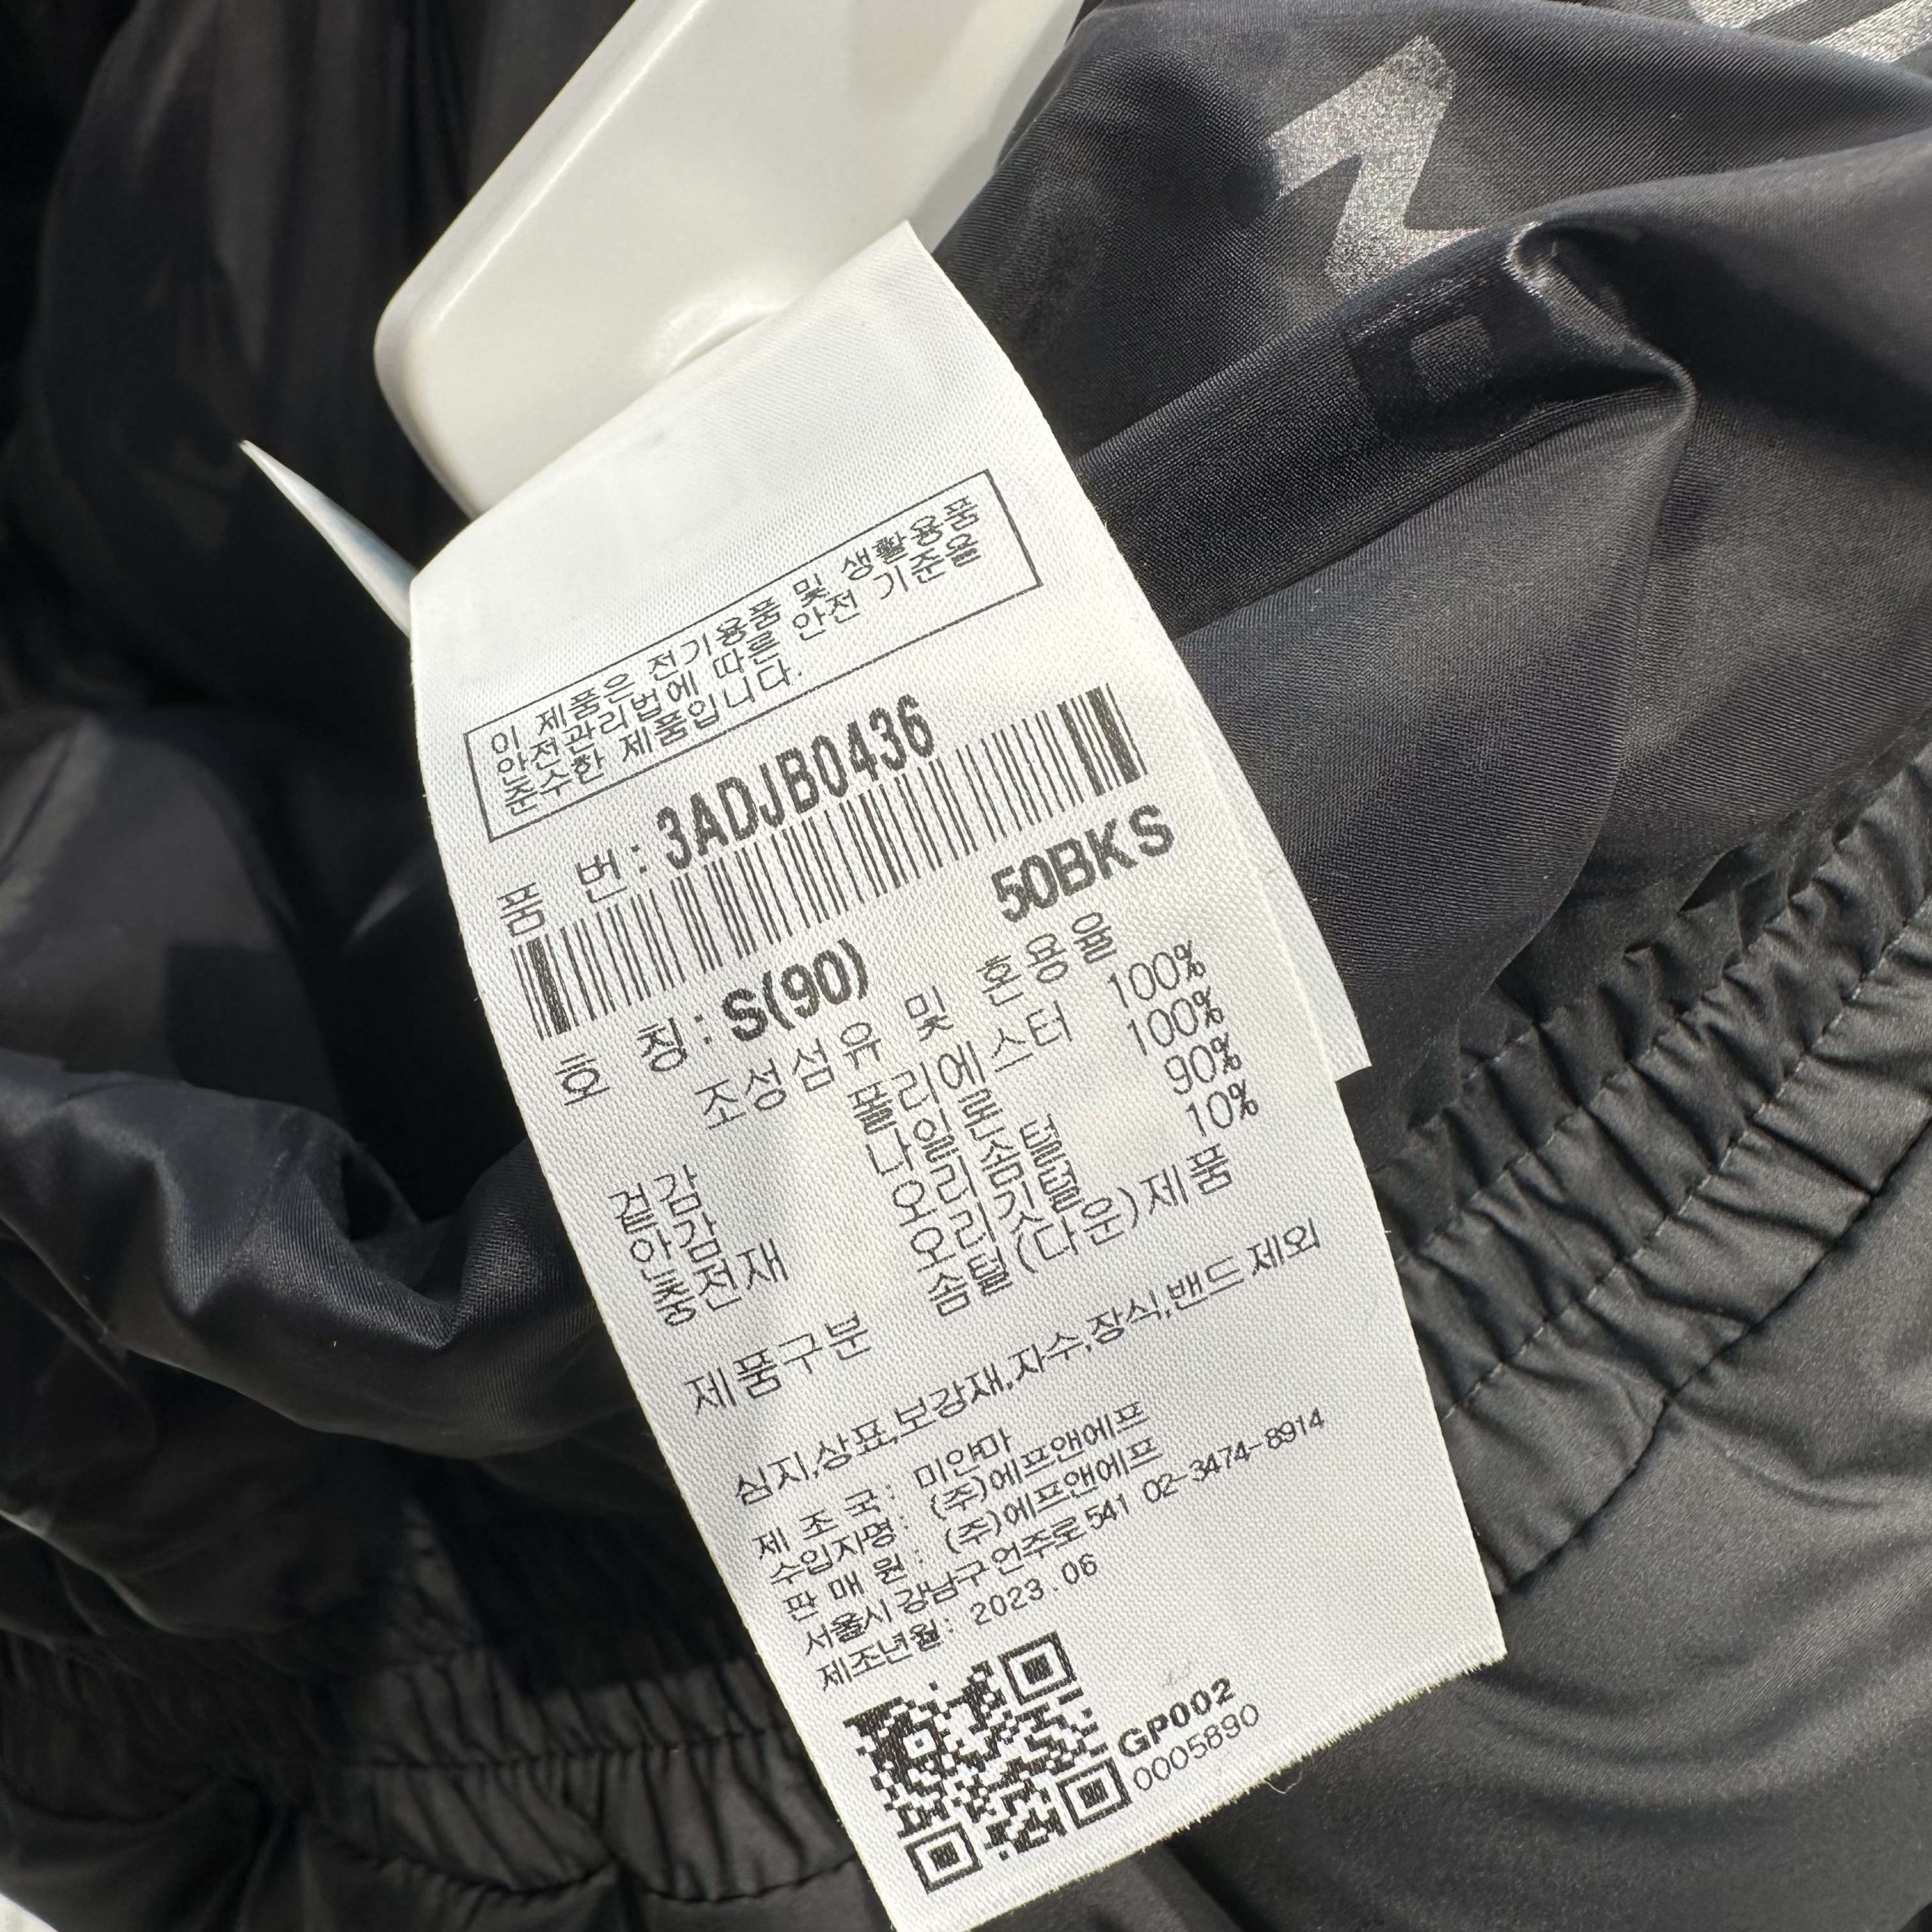 이 제품은 전기용품 및 생활용품
안전관리법에 따른 안전 기준을
준수한 제품입니다.
품 번: 3ADJB0436
50BKS
호 칭: S(90)
조성섬유 및 혼용율
겉감 폴리에스터 100%
안감 나일론 100%
충전재 오리솜털 90%
오리깃털 10%
제품구분 솜털(다운)제품
심지,상표,보강재,자수,장식,밴드 제외
제 조 국: 미얀마
수입자명: (주)에프앤에프
판 매 원: (주)에프앤에프
서울시 강남구 언주로 541 02-3474-8914
제조년월: 2023.06
GP002
0005890